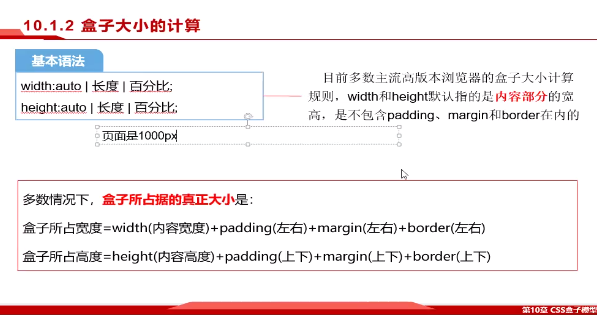 10.1.2 盒子大小的计算
基本语法
width:auto | 长度 | 百分比;
height:auto | 长度 | 百分比;
目前多数主流高版本浏览器的盒子大小计算
规则，width和height默认指的是内容部分的宽
高，是不包含padding、margin和border在内的
页面是1000px
多数情况下，盒子所占据的真正大小是：
盒子所占宽度=width(内容宽度)+padding(左右)+margin(左右)+border(左右)
盒子所占高度=height(内容高度)+padding(上下)+margin(上下)+border(上下)
第10章 CSS盒子模型